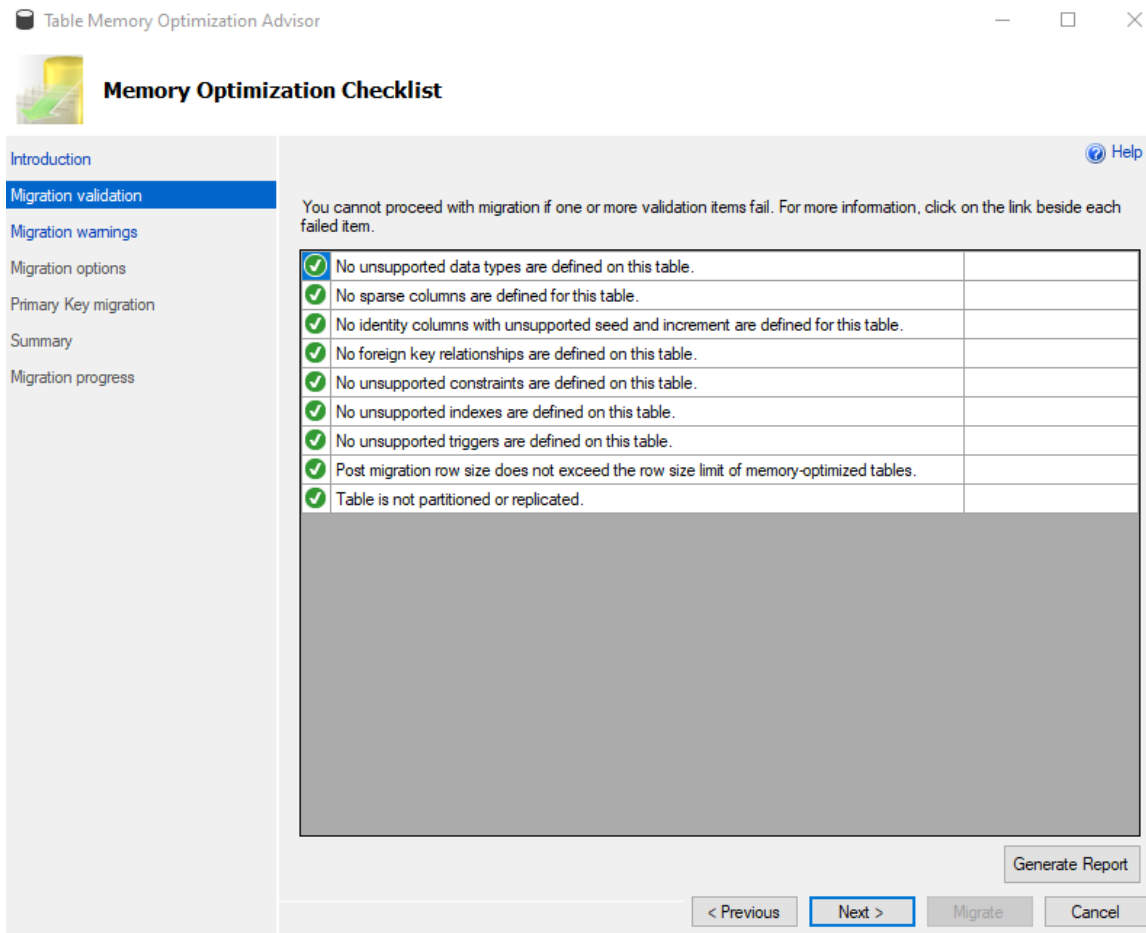 Table Memory Optimization Advisor
Memory Optimization Checklist
Introduction
Migration validation
Migration warnings
Migration options
Primary Key migration
Summary
Migration progress
Help
You cannot proceed with migration if one or more validation items fail. For more information, click on the link beside each
failed item.
No unsupported data types are defined on this table.
No sparse columns are defined for this table.
No identity columns with unsupported seed and increment are defined for this table.
No foreign key relationships are defined on this table.
No unsupported constraints are defined on this table.
No unsupported indexes are defined on this table.
No unsupported triggers are defined on this table.
Post migration row size does not exceed the row size limit of memory-optimized tables.
Table is not partitioned or replicated.
Generate Report
< Previous
Next >
Migrate
Cancel